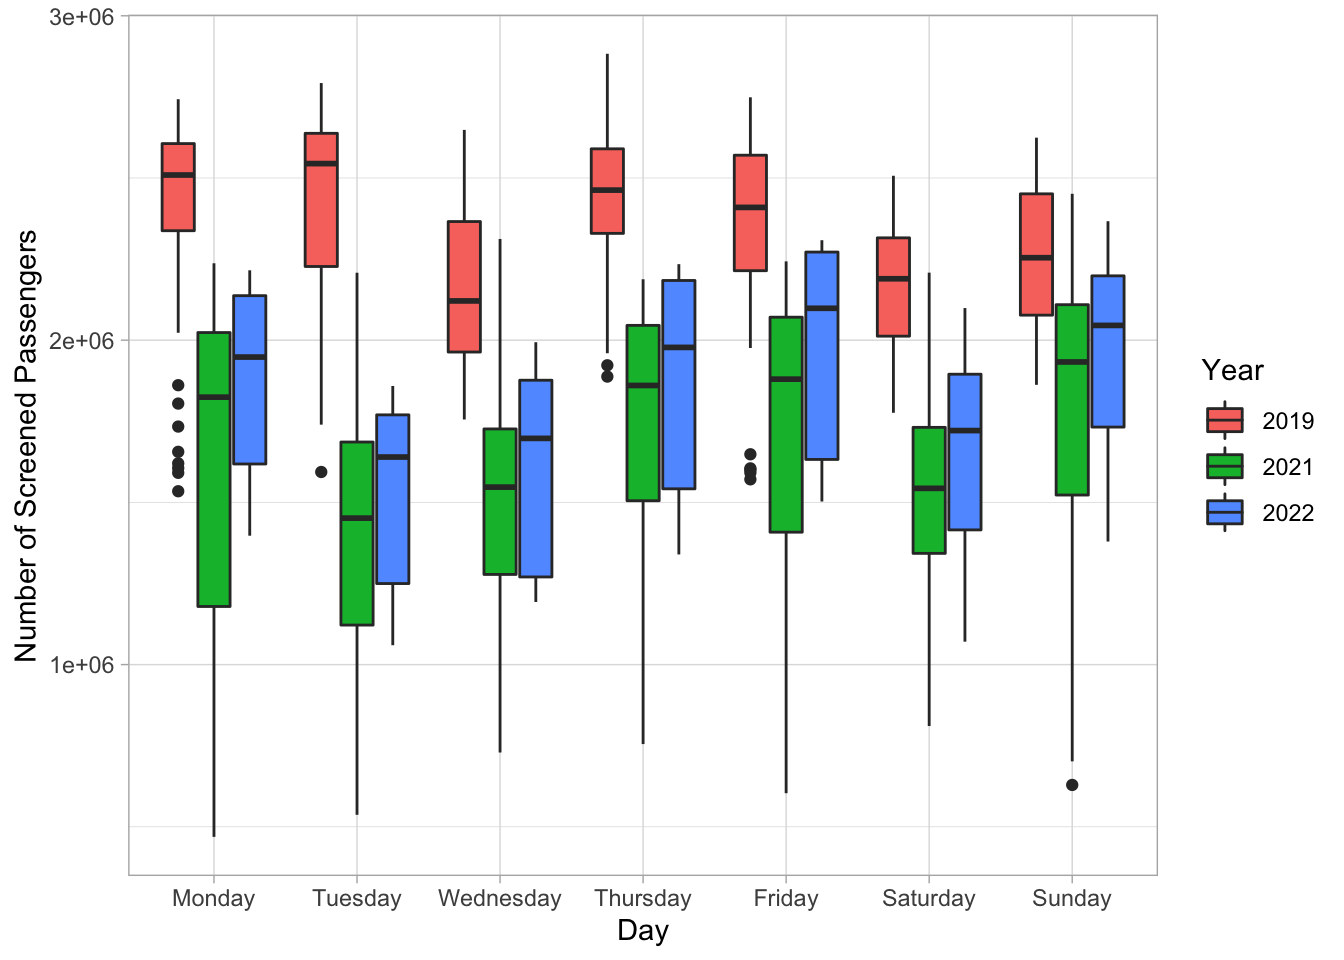 3e+06
2e+06
1e+06
Number of Screened Passengers
Monday Tuesday Wednesday Thursday Friday Saturday Sunday
Day
Year
2019
2021
2022